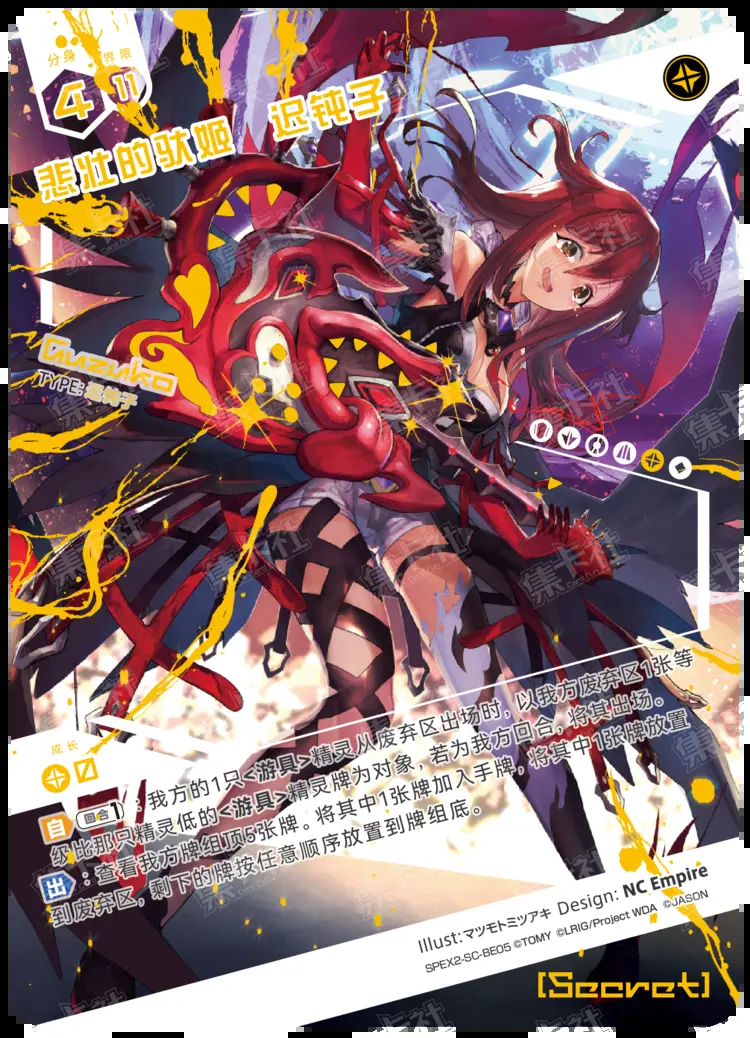 分身 界限
4 11
悲壮的驮姬 迟钝子
Guzuko
TYPE: 迟钝子
成长
0
自 回合1 : 我方的1只<游具>精灵从废弃区出场时，以我方废弃区1张等
级比那只精灵低的<游具>精灵牌为对象，若为我方回合，将其出场。
出 : 查看我方牌组顶5张牌。将其中1张牌加入手牌，将其中1张牌放置
到废弃区，剩下的牌按任意顺序放置到牌组底。
Illust:マツモトミツアキ Design: NC Empire
SPEX2-SC-BE05 ©TOMY ©LRIG/Project WDA ©JASON
[Secret]
集卡社